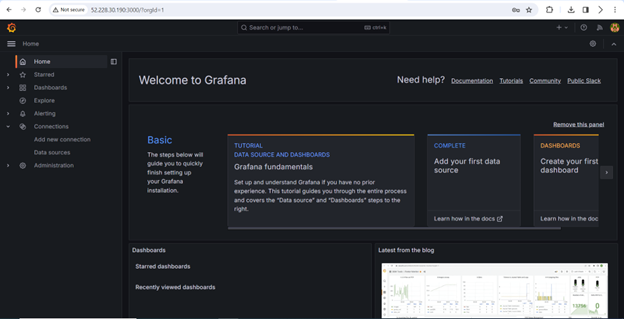 Not secure 52.228.30.190:3000/?orgId=1
Search or jump to... ctrl+k
Home
Home
Starred
Dashboards
Explore
Alerting
Connections
Add new connection
Data sources
Administration
Welcome to Grafana
Need help? Documentation Tutorials Community Public Slack
Remove this panel
Basic
The steps below will
guide you to quickly
finish setting up
your Grafana
installation.
TUTORIAL
DATA SOURCE AND DASHBOARDS
Grafana fundamentals
Set up and understand Grafana if you have no prior
experience. This tutorial guides you through the entire process
and covers the "Data source" and "Dashboards" steps to the
right.
COMPLETE
Add your first data
source
Learn how in the docs
DASHBOARDS
Create your first
dashboard
Learn how in the doc
Dashboards
Starred dashboards
Recently viewed dashboards
Latest from the blog